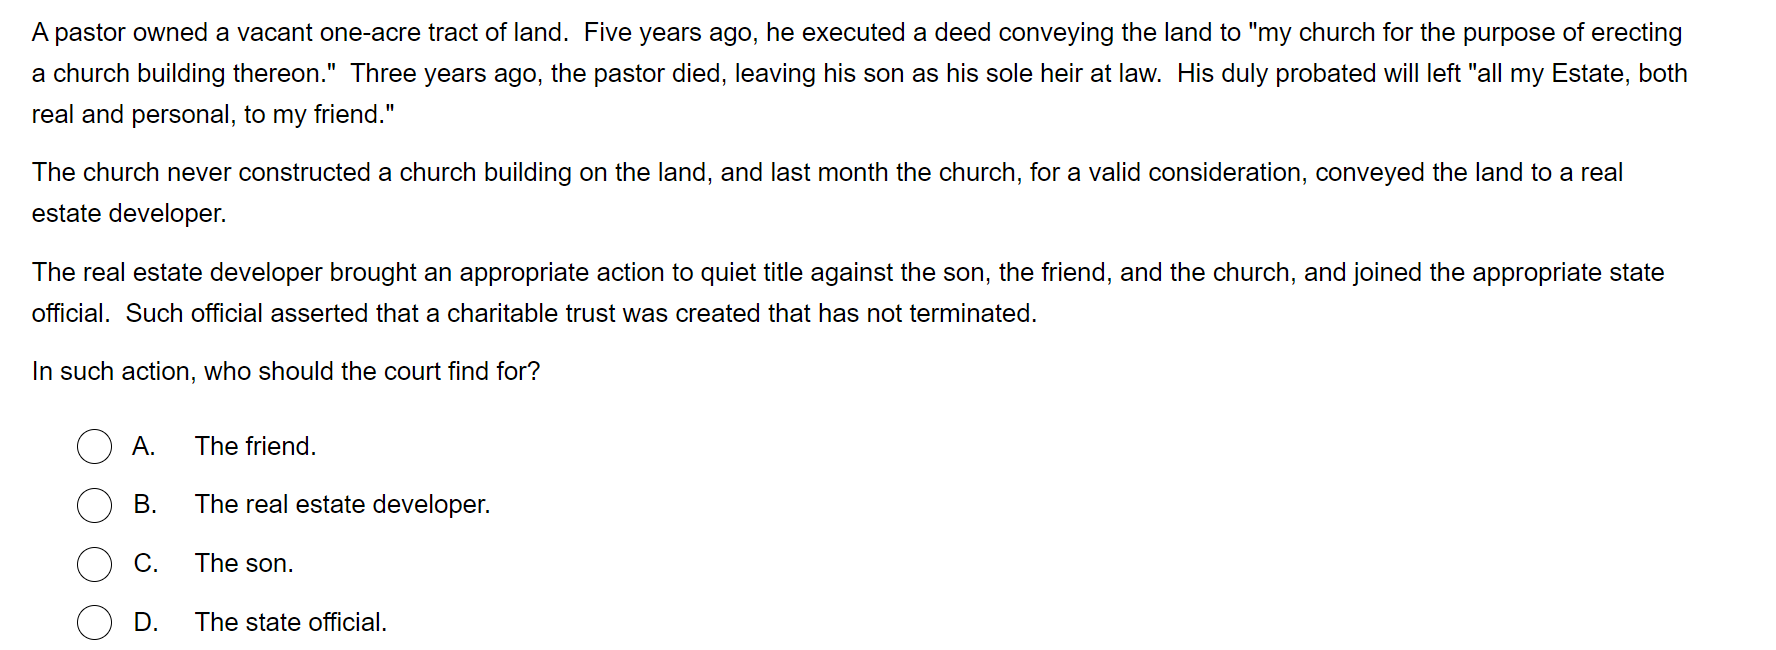 A pastor owned a vacant one-acre tract of land.  Five years ago, he executed a deed conveying the land to "my church for the purpose of erecting
a church building thereon."  Three years ago, the pastor died, leaving his son as his sole heir at law.  His duly probated will left "all my Estate, both
real and personal, to my friend."
The church never constructed a church building on the land, and last month the church, for a valid consideration, conveyed the land to a real
estate developer.
The real estate developer brought an appropriate action to quiet title against the son, the friend, and the church, and joined the appropriate state
official.  Such official asserted that a charitable trust was created that has not terminated.
In such action, who should the court find for?
A. The friend.
B. The real estate developer.
C. The son.
D. The state official.